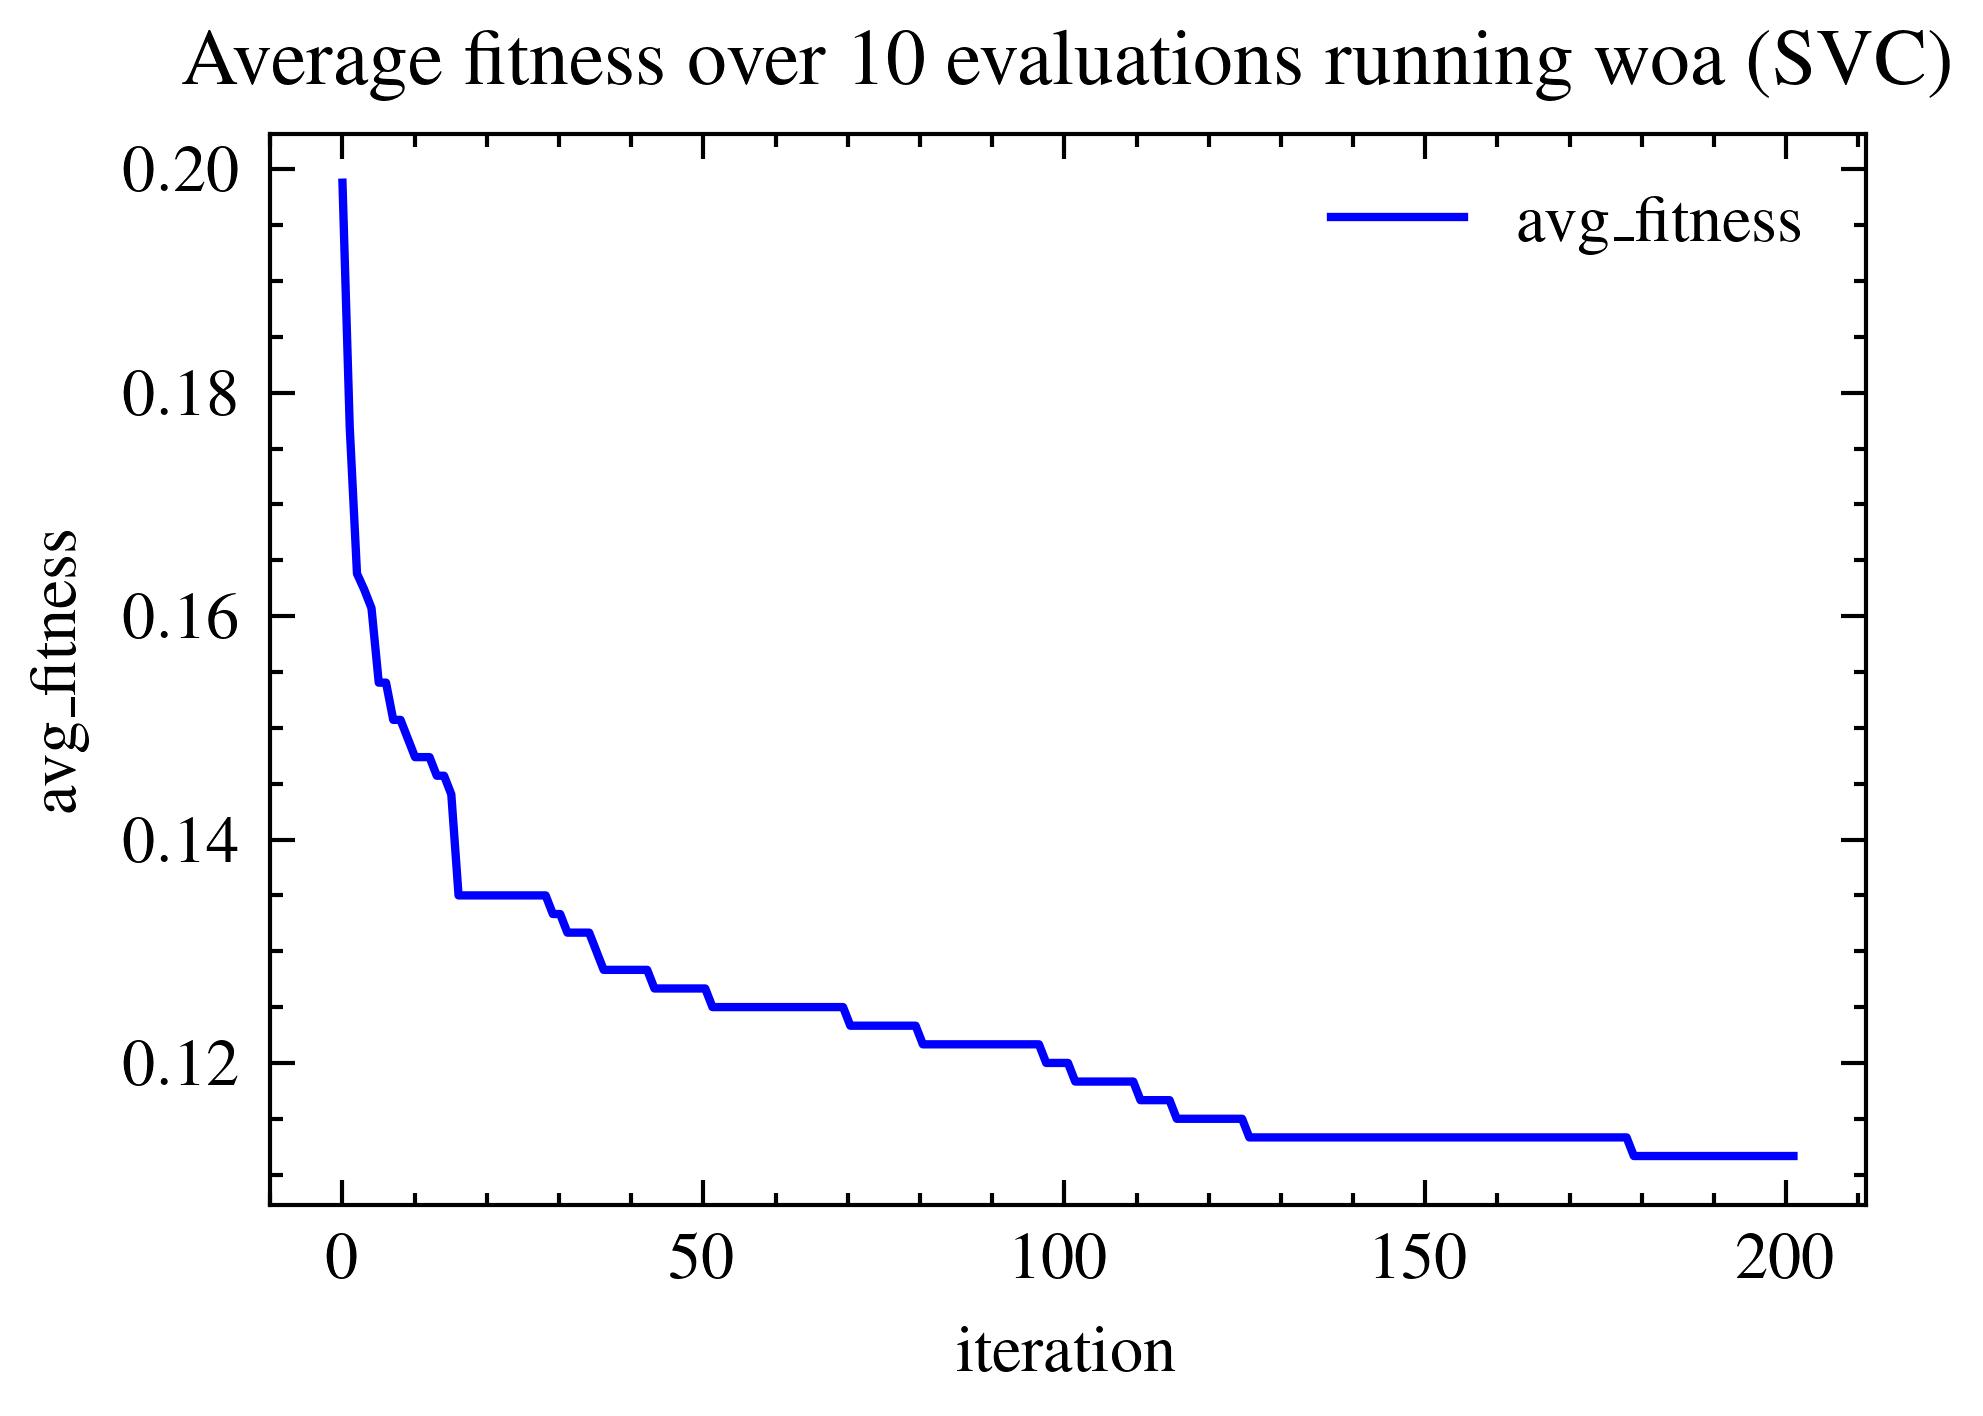 Average fitness over 10 evaluations running woa (SVC)
0.20
avg_fitness
0.18
0.16
avg_fitness
0.14
0.12
0 50 100 150 200
iteration